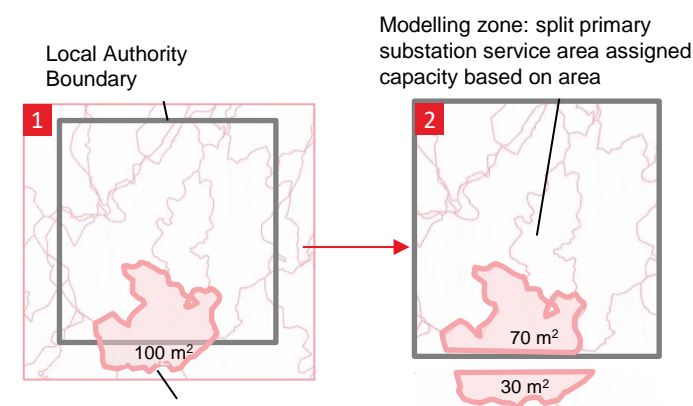 Local Authority
Boundary
Modelling zone: split primary
substation service area assigned
capacity based on area
1
2
100 m²
70 m²
30 m²